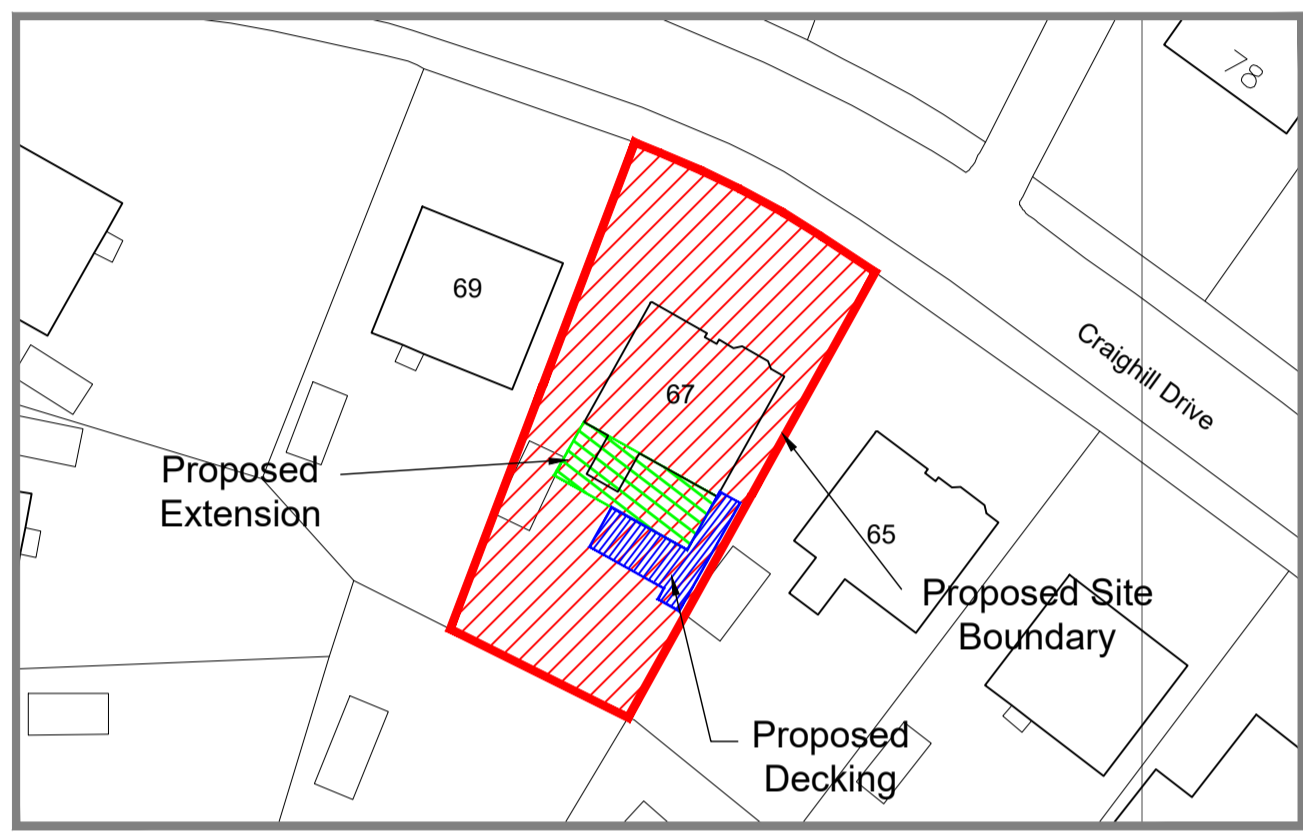 78
69
Craighill Drive
67
Proposed
Extension
65
Proposed Site
Boundary
Proposed
Decking